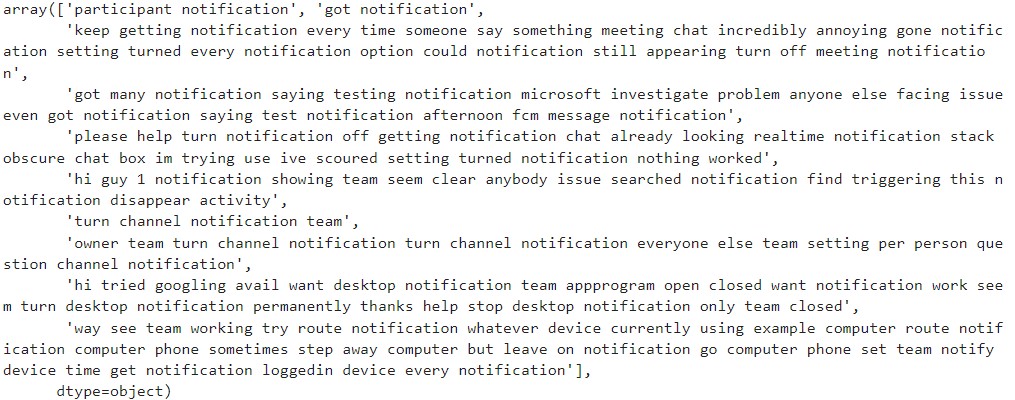 array(['participant notification', 'got notification',
'keep getting notification every time someone say something meeting chat incredibly annoying gone notific
ation setting turned every notification option could notification still appearing turn off meeting notificatio
n',
'got many notification saying testing notification microsoft investigate problem anyone else facing issue
even got notification saying test notification afternoon fcm message notification',
'please help turn notification off getting notification chat already looking realtime notification stack
obscure chat box im trying use ive scoured setting turned notification nothing worked',
'hi guy 1 notification showing team seem clear anybody issue searched notification find triggering this n
otification disappear activity',
'turn channel notification team',
'owner team turn channel notification turn channel notification everyone else team setting per person que
stion channel notification',
'hi tried googling avail want desktop notification team appprogram open closed want notification work see
m turn desktop notification permanently thanks help stop desktop notification only team closed',
'way see team working try route notification whatever device currently using example computer route notif
ication computer phone sometimes step away computer but leave on notification go computer phone set team notify
device time get notification loggedin device every notification'],
dtype=object)